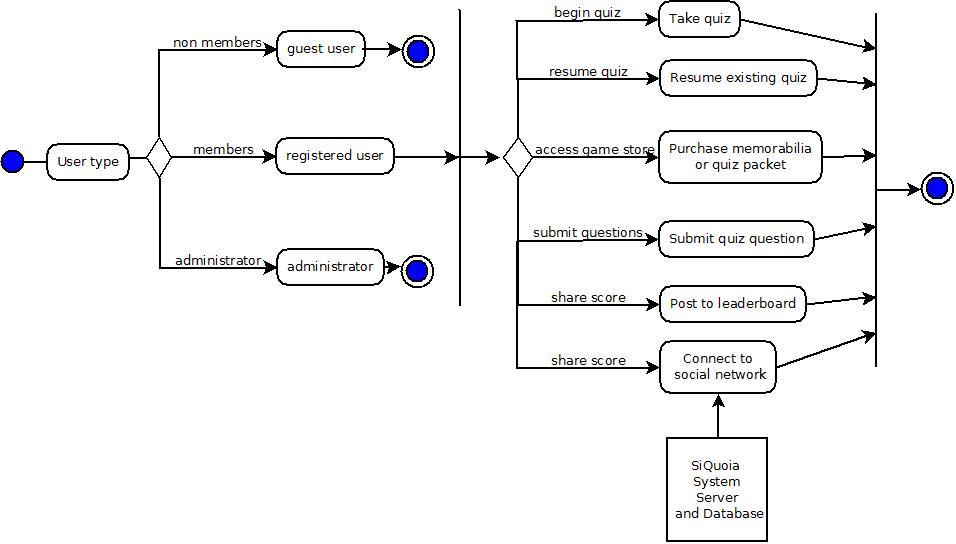 begin quiz
Take quiz
non members
guest user
resume quiz
Resume existing quiz
User type
members
registered user
access game store
Purchase memorabilia
or quiz packet
administrator
administrator
submit questions
Submit quiz question
share score
Post to leaderboard
share score
Connect to
social network
SiQuoia
System
Server
and Database